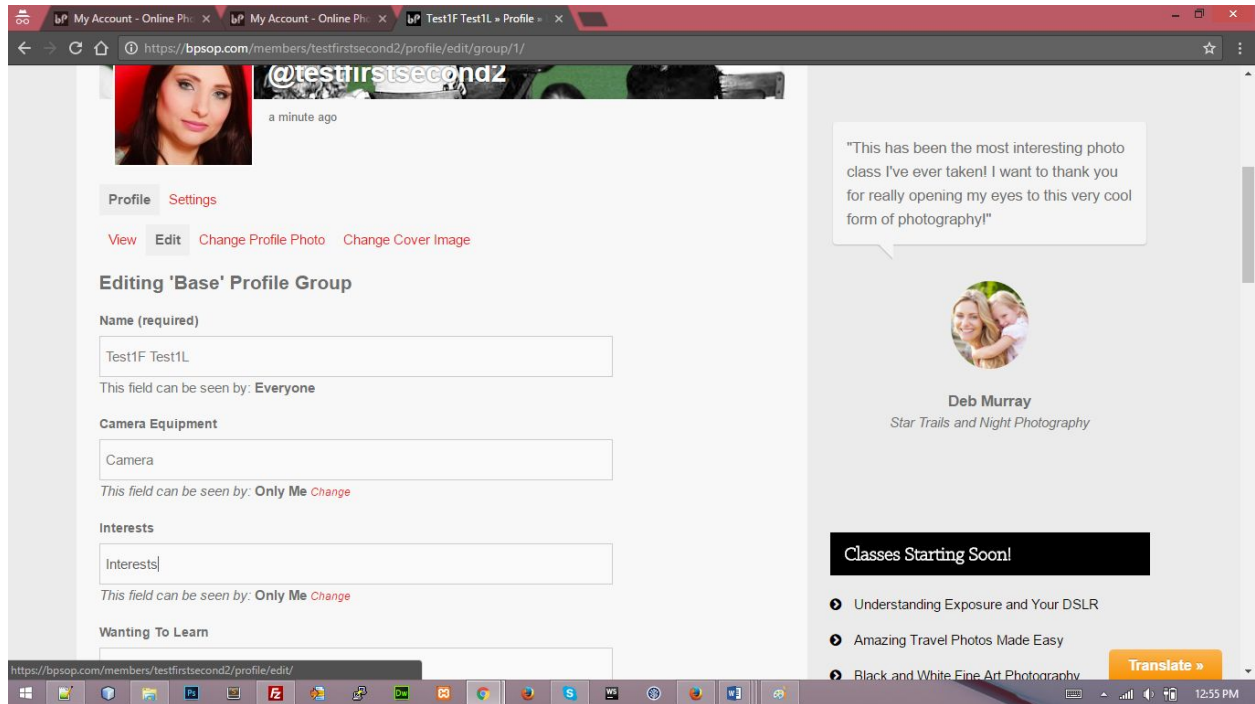 My Account - Online Pho
My Account - Online Pho
Test1F Test1L » Profile »
https://bpsop.com/members/testfirstsecond2/profile/edit/group/1/
@testfirstsecond2
a minute ago
Profile Settings
View Edit Change Profile Photo Change Cover Image
Editing 'Base' Profile Group
Name (required)
Test1F Test1L
This field can be seen by: Everyone
Camera Equipment
Camera
This field can be seen by: Only Me Change
Interests
Interests
This field can be seen by: Only Me Change
Wanting To Learn
"This has been the most interesting photo
class I've ever taken! I want to thank you
for really opening my eyes to this very cool
form of photography!"
Deb Murray
Star Trails and Night Photography
Classes Starting Soon!
Understanding Exposure and Your DSLR
Amazing Travel Photos Made Easy
Black and White Fine Art Photography
Translate »
https://bpsop.com/members/testfirstsecond2/profile/edit/
12:55 PM